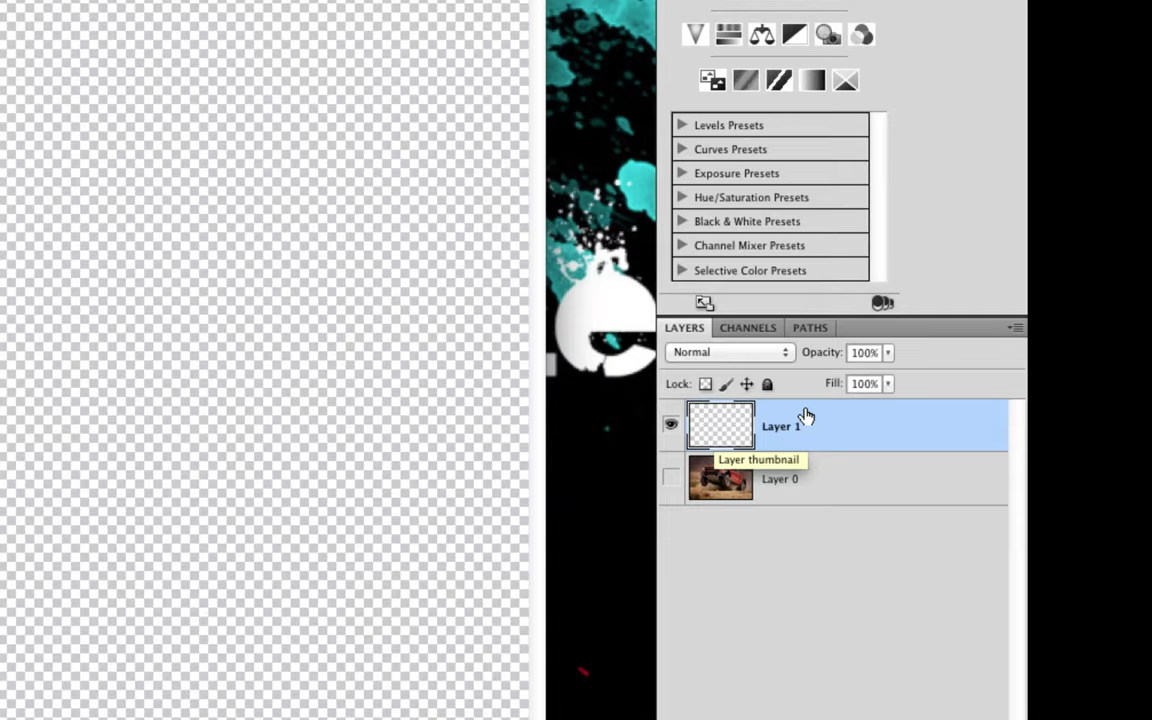 Levels Presets
Curves Presets
Exposure Presets
Hue/Saturation Presets
Black & White Presets
Channel Mixer Presets
Selective Color Presets
LAYERS CHANNELS PATHS
Normal Opacity: 100%
Lock: Fill: 100%
Layer 1
Layer thumbnail
Layer 0
e